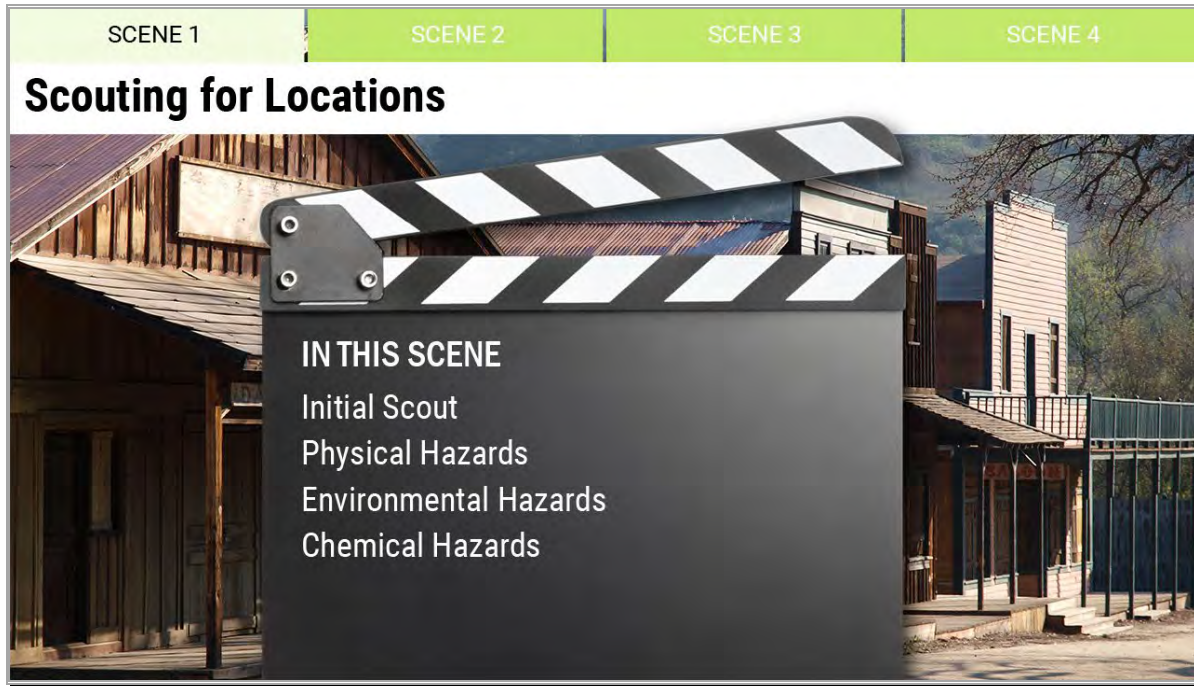 SCENE 1
SCENE 2
SCENE 3
SCENE 4
Scouting for Locations
IN THIS SCENE
Initial Scout
Physical Hazards
Environmental Hazards
Chemical Hazards
SALOON